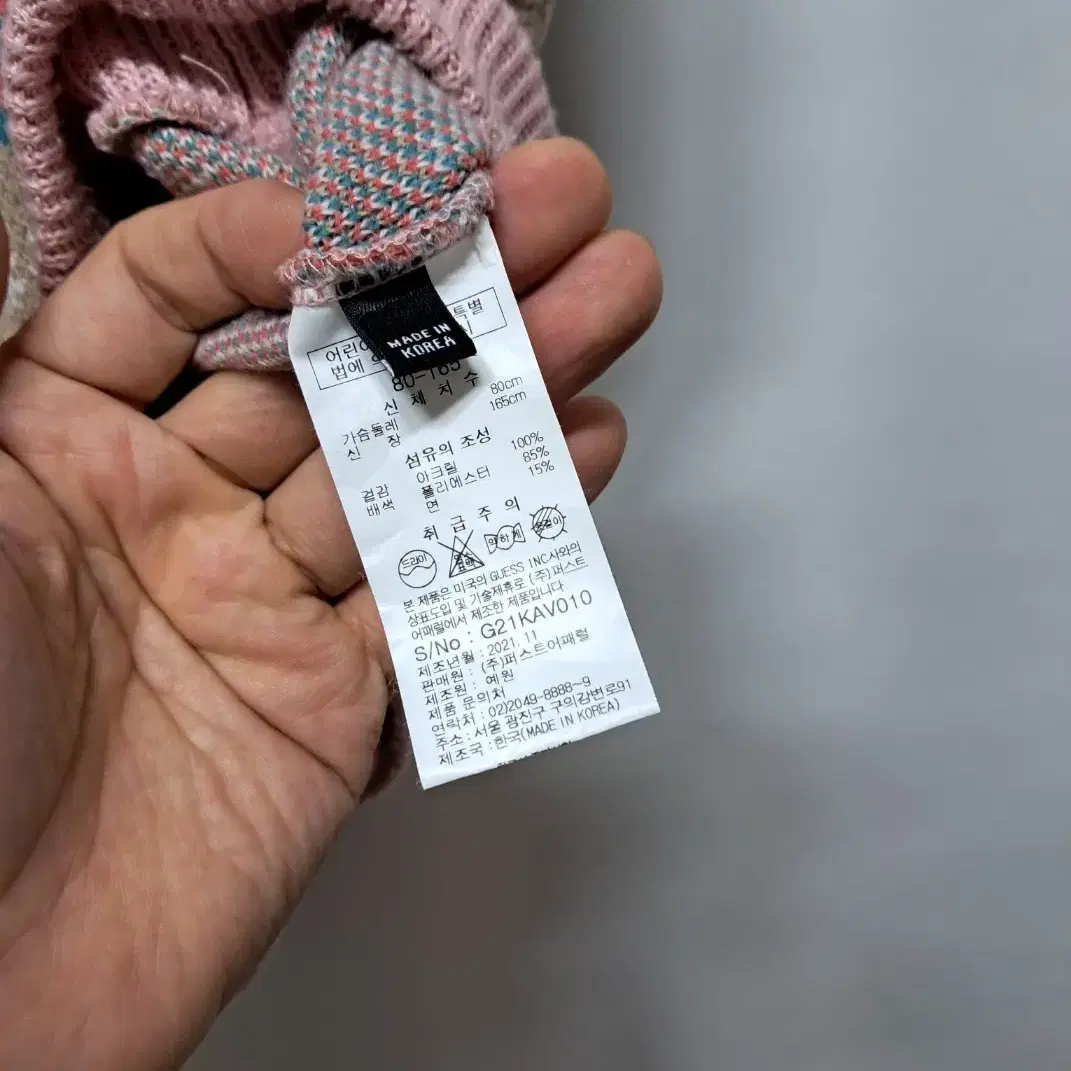 MADE IN
KOREA
어린 특별
법에 시
80-165
신 체 치 수
가슴둘레 80cm
신 장 165cm
섬유의 조성
겉감 아크릴 100%
배색 폴리에스터 85%
면 15%
취 급 주 의
드라이
약하게
본 제품은 미국의 GUESS INC사와의
상표도입 및 기술제휴로 (주)퍼스트
어패럴에서 제조한 제품입니다
S/No : G21KAV010
제조년월 : 2021. 11
판매원 : (주)퍼스트어패럴
제조원 : 예원
제품 문의처
연락처 : 02)2049-8888~9
주소 : 서울 광진구 구의강변로91
제조국 : 한국(MADE IN KOREA)